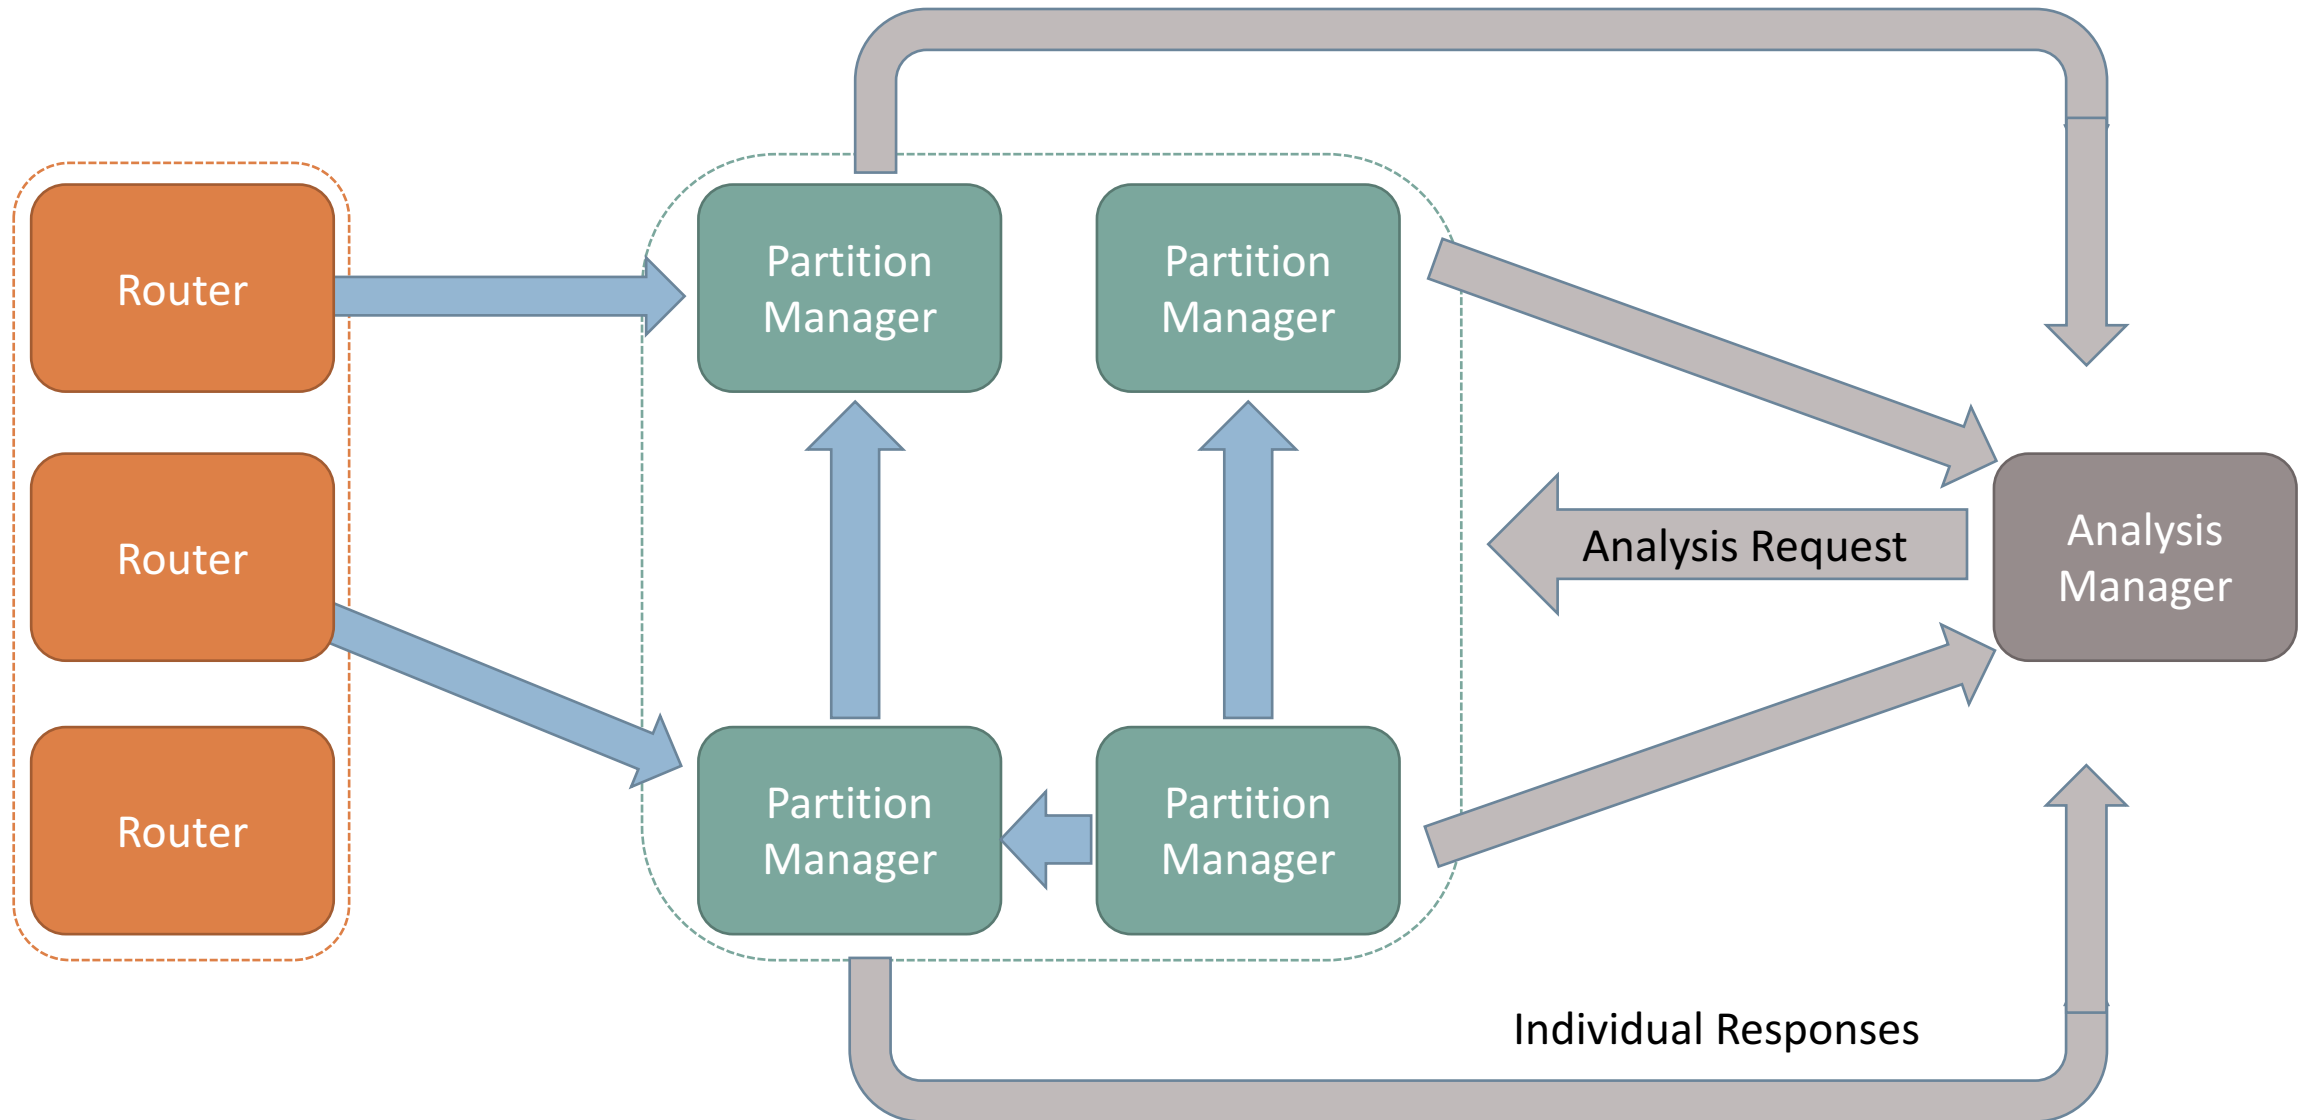 Router
Partition
Manager
Partition
Manager
Router
Analysis Request
Analysis
Manager
Router
Partition
Manager
Partition
Manager
Individual Responses